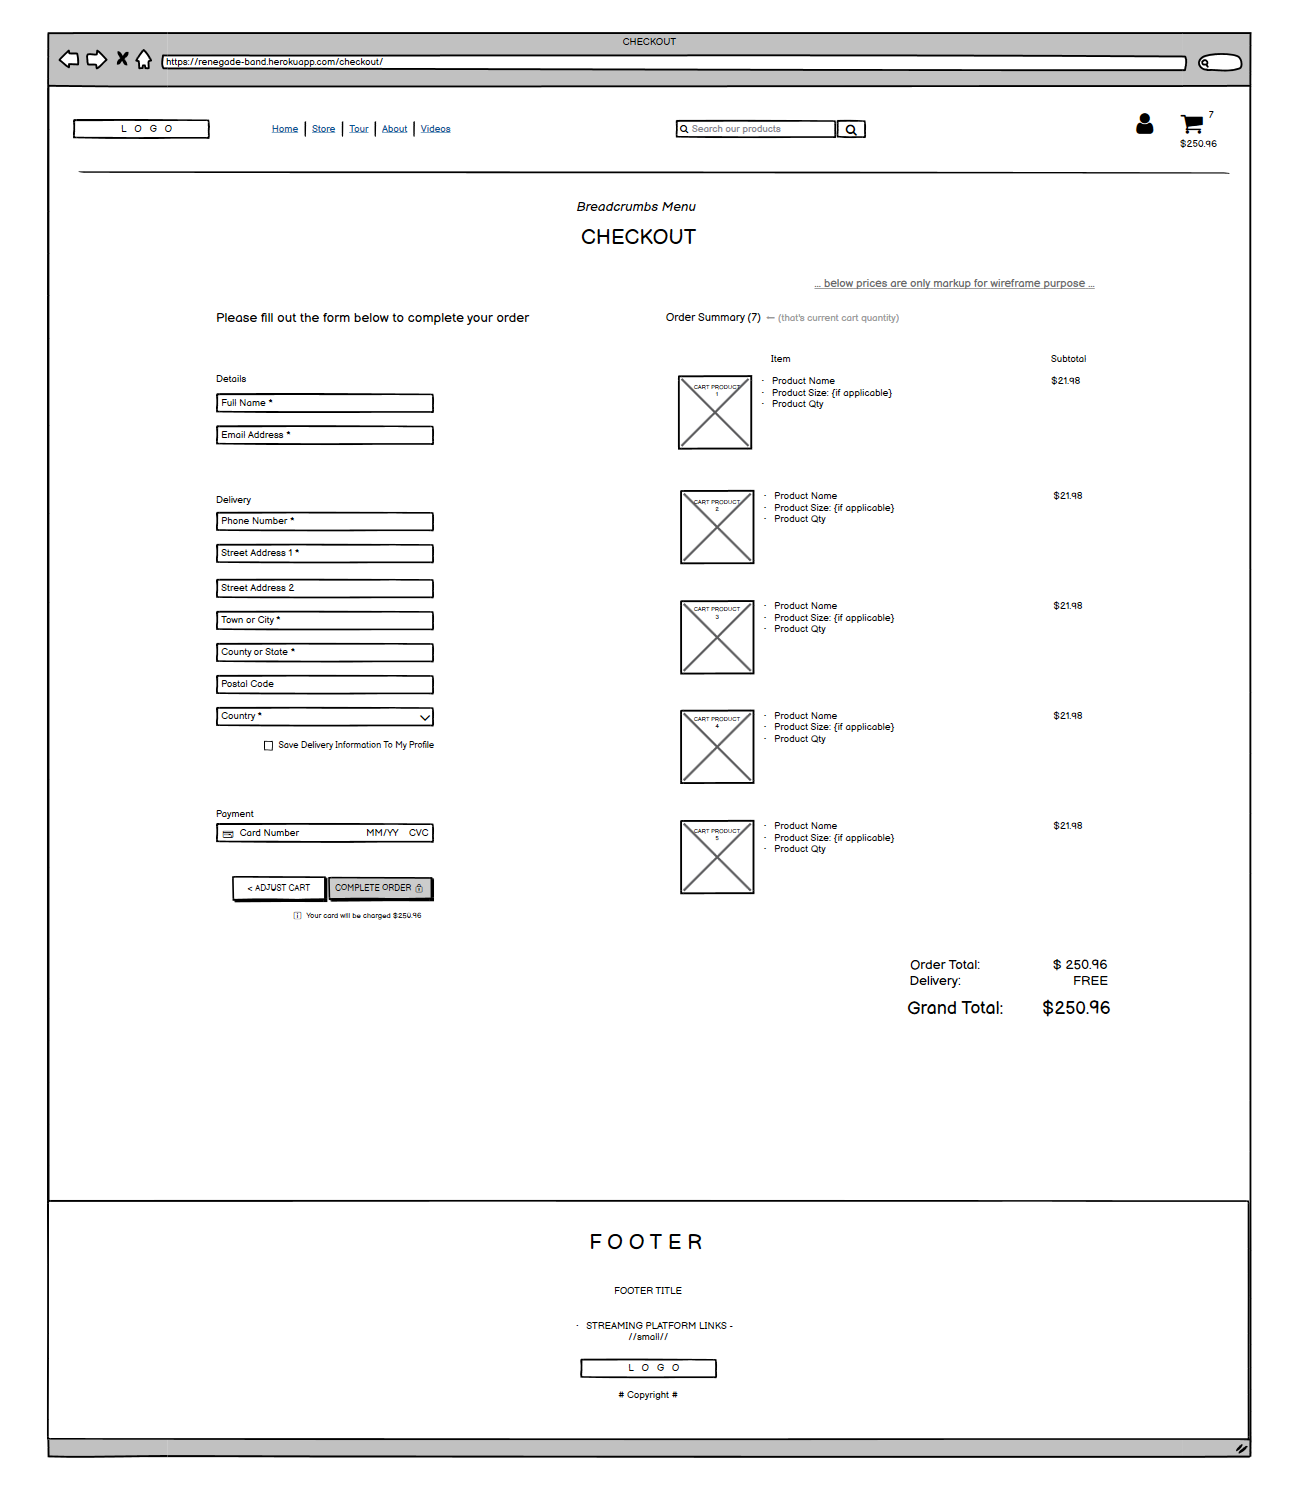 CHECKOUT
https://renegade-band.herokuapp.com/checkout/
LOGO
Home Store Tour About Videos
Search our products
7
$250.96
Breadcrumbs Menu
CHECKOUT
... below prices are only markup for wireframe purpose ...
Please fill out the form below to complete your order
Order Summary (7) -- (that's current cart quantity)
Item Subtotal
Details
Full Name *
Email Address *
Delivery
Phone Number *
Street Address 1 *
Street Address 2
Town or City *
County or State *
Postal Code
Country *
Save Delivery Information To My Profile
Payment
Card Number MM/YY CVC
< ADJUST CART COMPLETE ORDER
Your card will be charged $250.96
CART PRODUCT
1
· Product Name $21.98
· Product Size: {if applicable}
· Product Qty
CART PRODUCT
2
· Product Name $21.98
· Product Size: {if applicable}
· Product Qty
CART PRODUCT
3
· Product Name $21.98
· Product Size: {if applicable}
· Product Qty
CART PRODUCT
4
· Product Name $21.98
· Product Size: {if applicable}
· Product Qty
CART PRODUCT
5
· Product Name $21.98
· Product Size: {if applicable}
· Product Qty
Order Total: $ 250.96
Delivery: FREE
Grand Total: $250.96
FOOTER
FOOTER TITLE
· STREAMING PLATFORM LINKS -
//small//
LOGO
# Copyright #